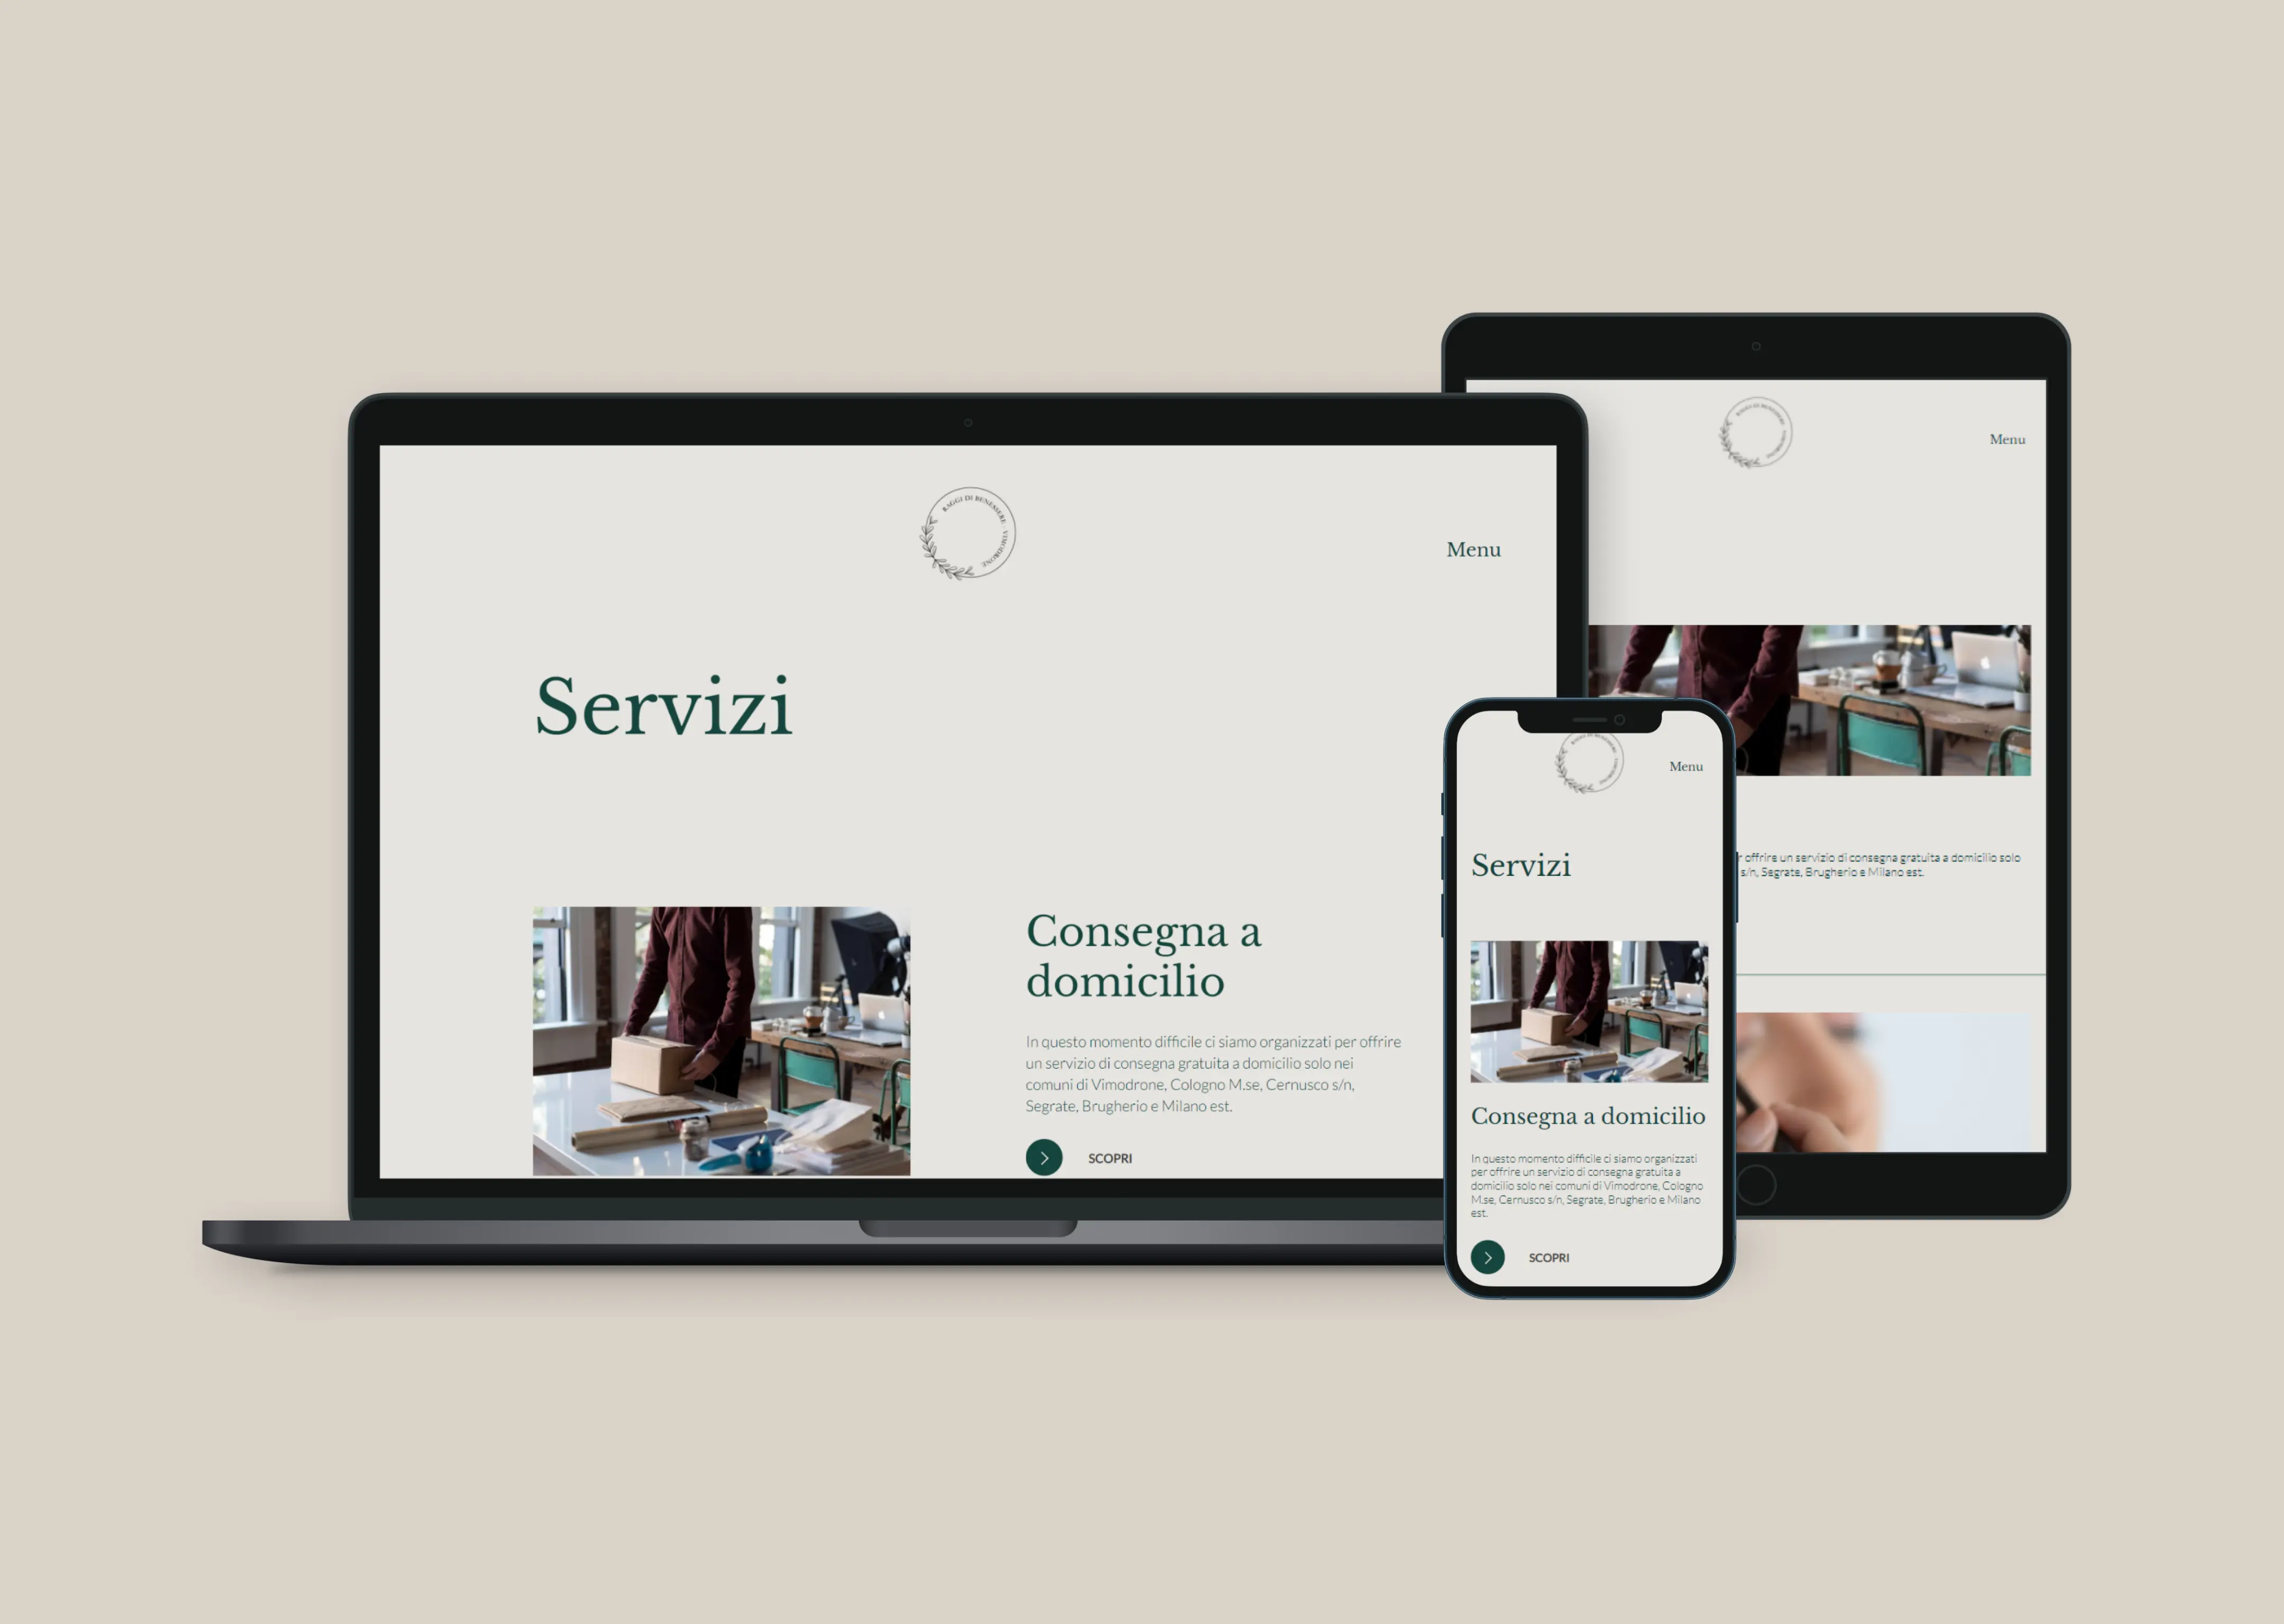 RAGGI DI BENESSERE · VIMODRONE
Menu
Servizi
Consegna a
domicilio
In questo momento difficile ci siamo organizzati per offrire
un servizio di consegna gratuita a domicilio solo nei
comuni di Vimodrone, Cologno M.se, Cernusco s/n,
Segrate, Brugherio e Milano est.
SCOPRI
Menu
offrire un servizio di consegna gratuita a domicilio solo
s/n, Segrate, Brugherio e Milano est.
RAGGI DI BENESSERE · VIMODRONE
Menu
Servizi
Consegna a domicilio
In questo momento difficile ci siamo organizzati
per offrire un servizio di consegna gratuita a
domicilio solo nei comuni di Vimodrone, Cologno
M.se, Cernusco s/n, Segrate, Brugherio e Milano
est.
SCOPRI